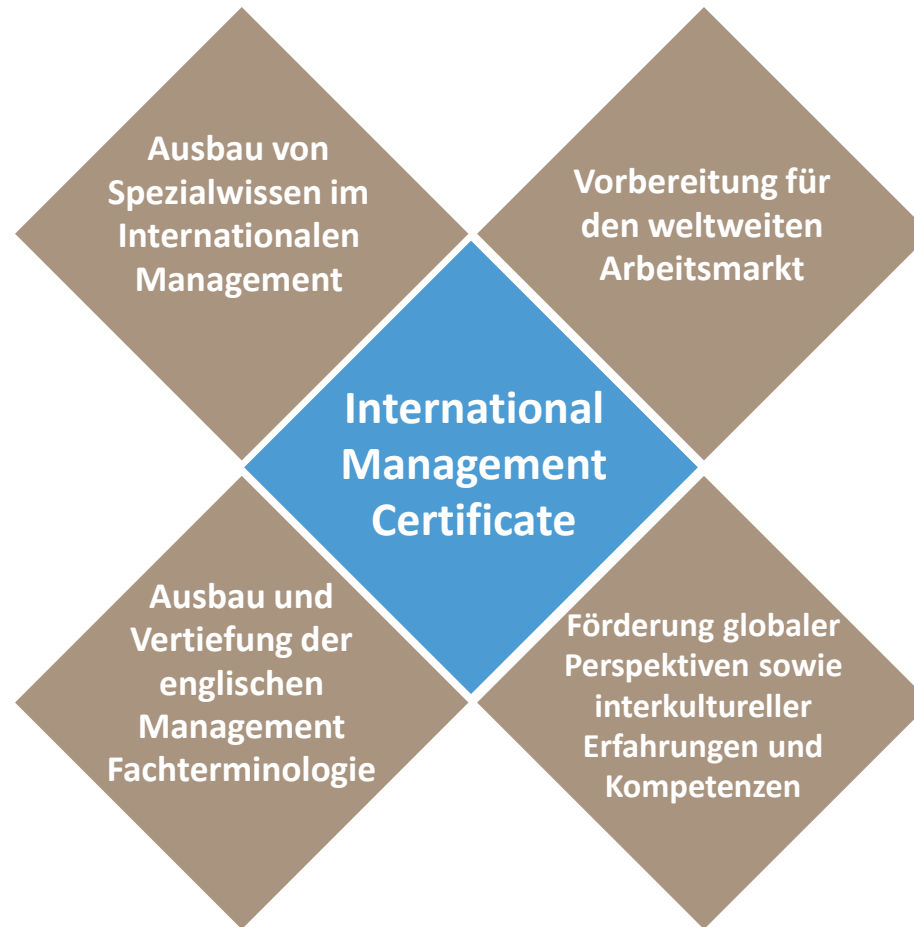 Ausbau von
Spezialwissen im
Internationalen
Management
Vorbereitung für
den weltweiten
Arbeitsmarkt
International
Management
Certificate
Ausbau und
Vertiefung der
englischen
Management
Fachterminologie
Förderung globaler
Perspektiven sowie
interkultureller
Erfahrungen und
Kompetenzen